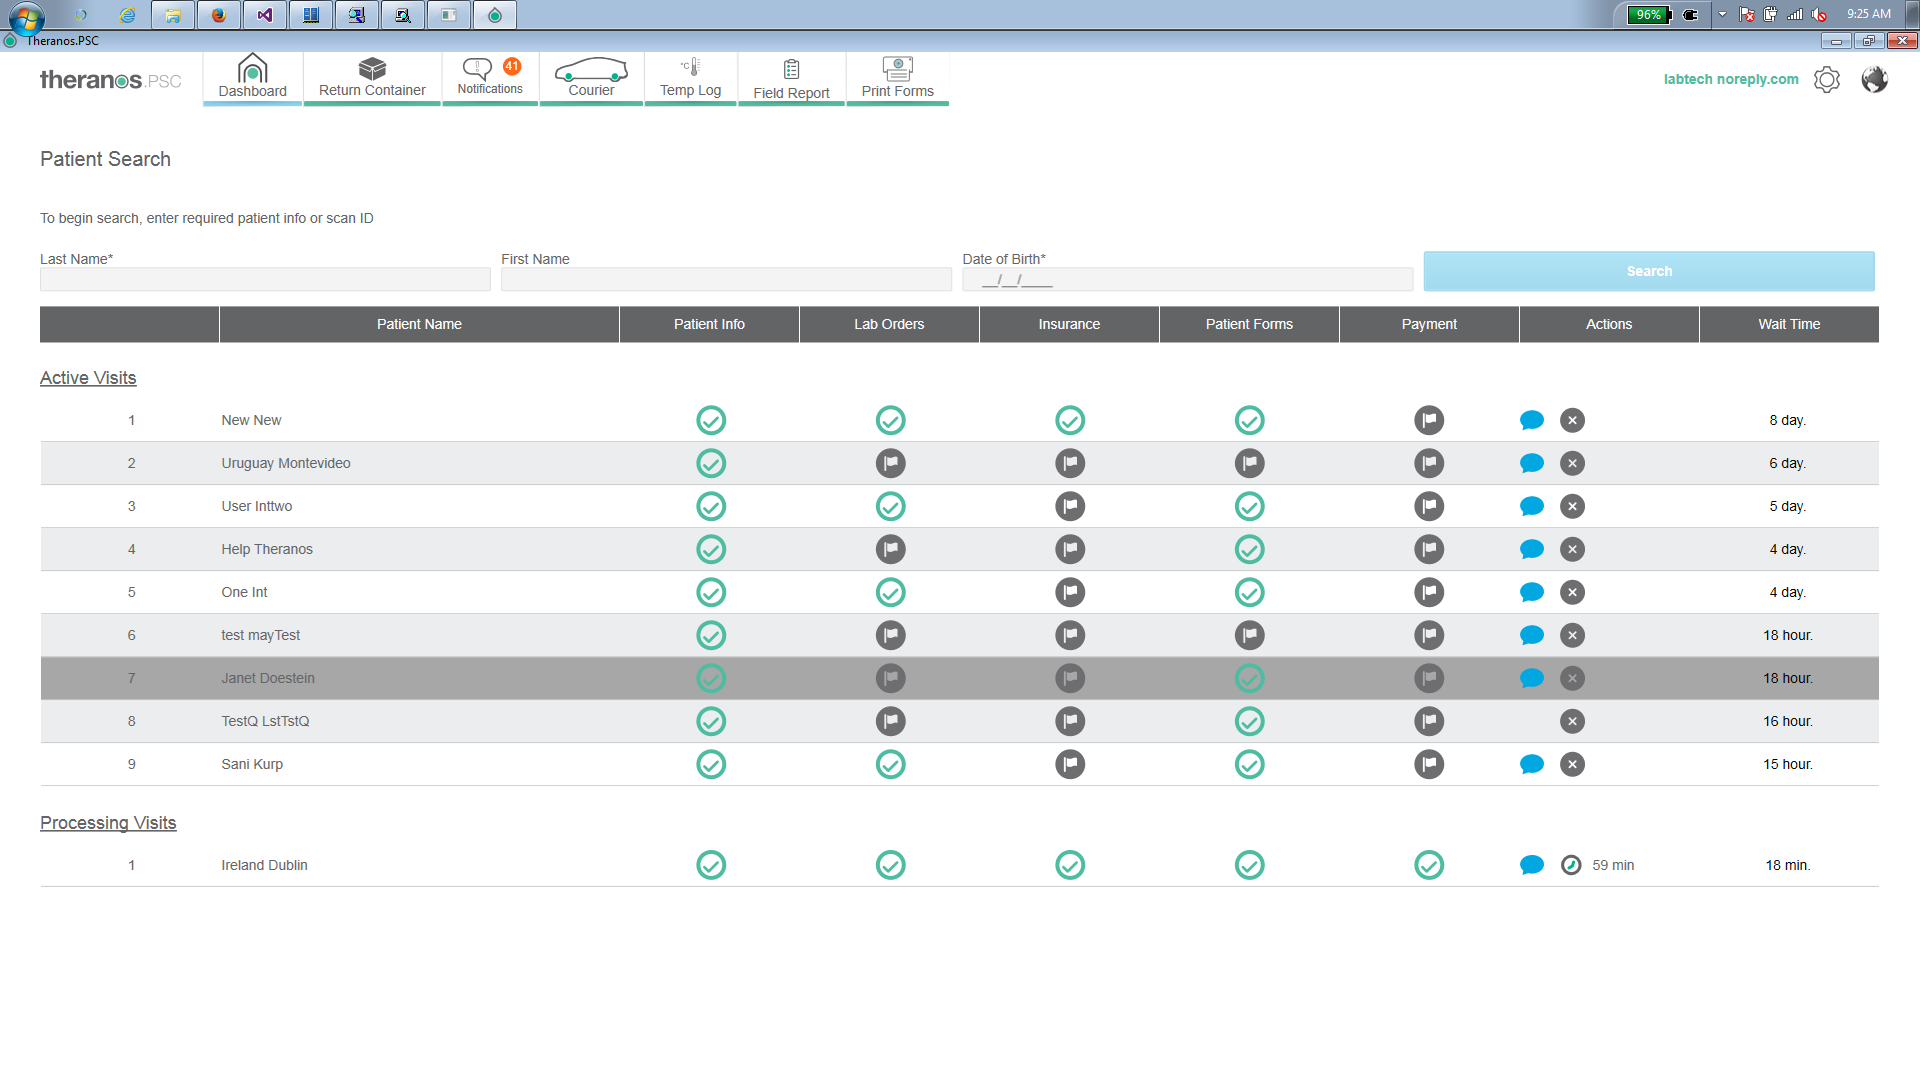 96%
9:25 AM
Theranos.PSC
theranos.PSC
Dashboard
Return Container
Notifications
41
Courier
°C
Temp Log
Field Report
Print Forms
labtech noreply.com
Patient Search
To begin search, enter required patient info or scan ID
Last Name*
First Name
Date of Birth*
__/__/____
Search
Patient Name Patient Info Lab Orders Insurance Patient Forms Payment Actions Wait Time
Active Visits
1 New New 8 day.
2 Uruguay Montevideo 6 day.
3 User Inttwo 5 day.
4 Help Theranos 4 day.
5 One Int 4 day.
6 test mayTest 18 hour.
7 Janet Doestein 18 hour.
8 TestQ LstTstQ 16 hour.
9 Sani Kurp 15 hour.
Processing Visits
1 Ireland Dublin 59 min 18 min.